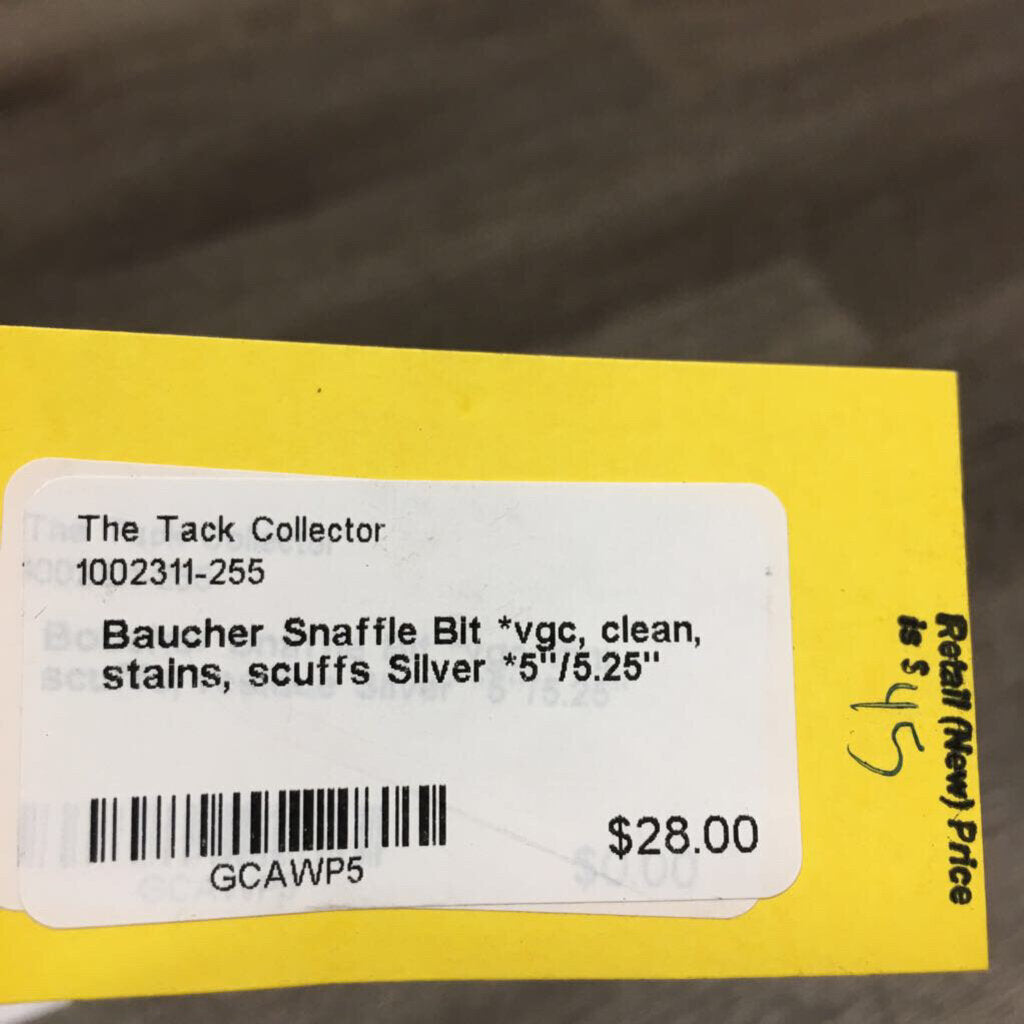 The Tack Collector
1002311-255
Baucher Snaffle Bit *vgc, clean,
stains, scuffs Silver *5"/5.25"
GCAWP5
$28.00
Retail (New) Price
is $45